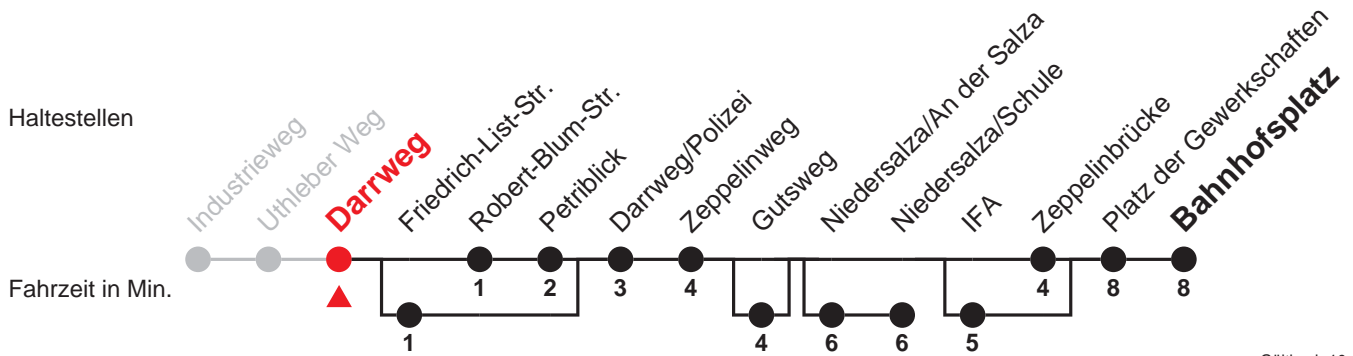 Haltestellen
Industrieweg
Uthleber Weg
Darrweg
Friedrich-List-Str.
Robert-Blum-Str.
Petriblick
Darrweg/Polizei
Zeppelinweg
Gutsweg
Niedersalza/An der Salza
Niedersalza/Schule
IFA
Zeppelinbrücke
Platz der Gewerkschaften
Bahnhofsplatz
Fahrzeit in Min.
1 2 3 4 4 8 8
1 4 6 6 5